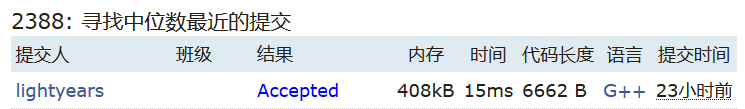 2388: 寻找中位数最近的提交
提交人 班级 结果 内存 时间 代码长度 语言 提交时间
lightyears Accepted 408kB 15ms 6662 B G++ 23小时前